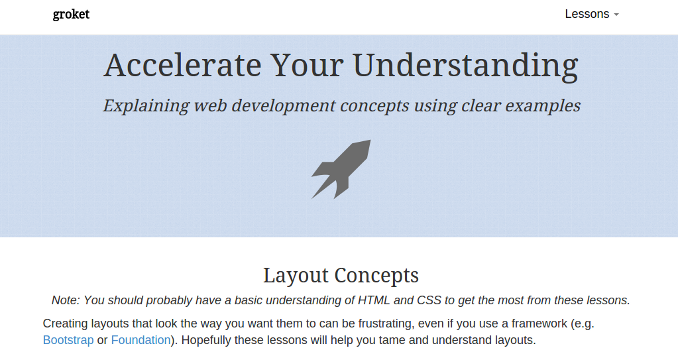 groket
Lessons
Accelerate Your Understanding
Explaining web development concepts using clear examples
Layout Concepts
Note: You should probably have a basic understanding of HTML and CSS to get the most from these lessons.
Creating layouts that look the way you want them to can be frustrating, even if you use a framework (e.g.
Bootstrap or Foundation). Hopefully these lessons will help you tame and understand layouts.